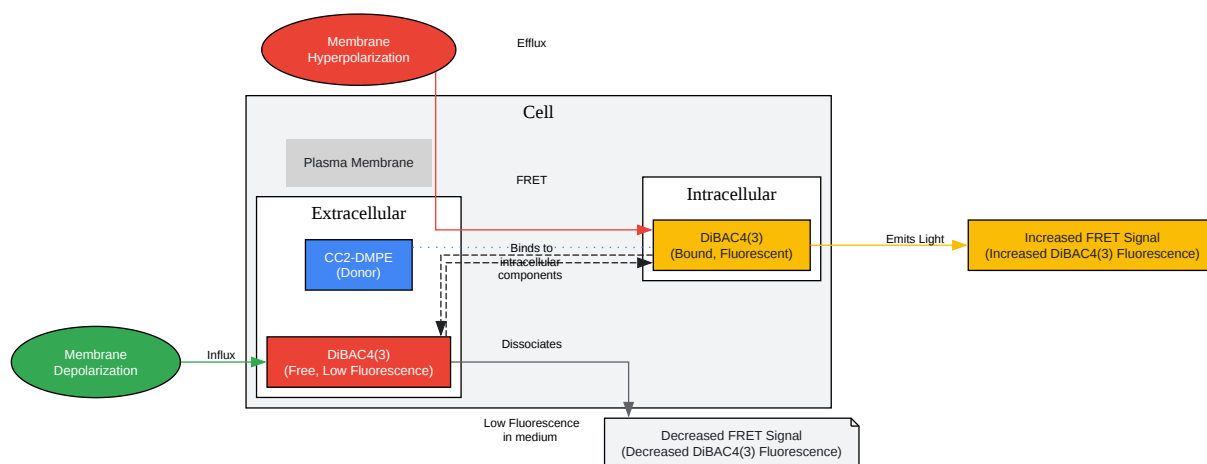 Membrane
Hyperpolarization
Efflux
Cell
Plasma Membrane
FRET
Intracellular
Extracellular
DiBAC4(3)
(Bound, Fluorescent)
Emits Light
Increased FRET Signal
(Increased DiBAC4(3) Fluorescence)
CC2-DMPE
(Donor)
Binds to
intracellular
components
Membrane
Depolarization
Influx
DiBAC4(3)
(Free, Low Fluorescence)
Dissociates
Low Fluorescence
in medium
Decreased FRET Signal
(Decreased DiBAC4(3) Fluorescence)